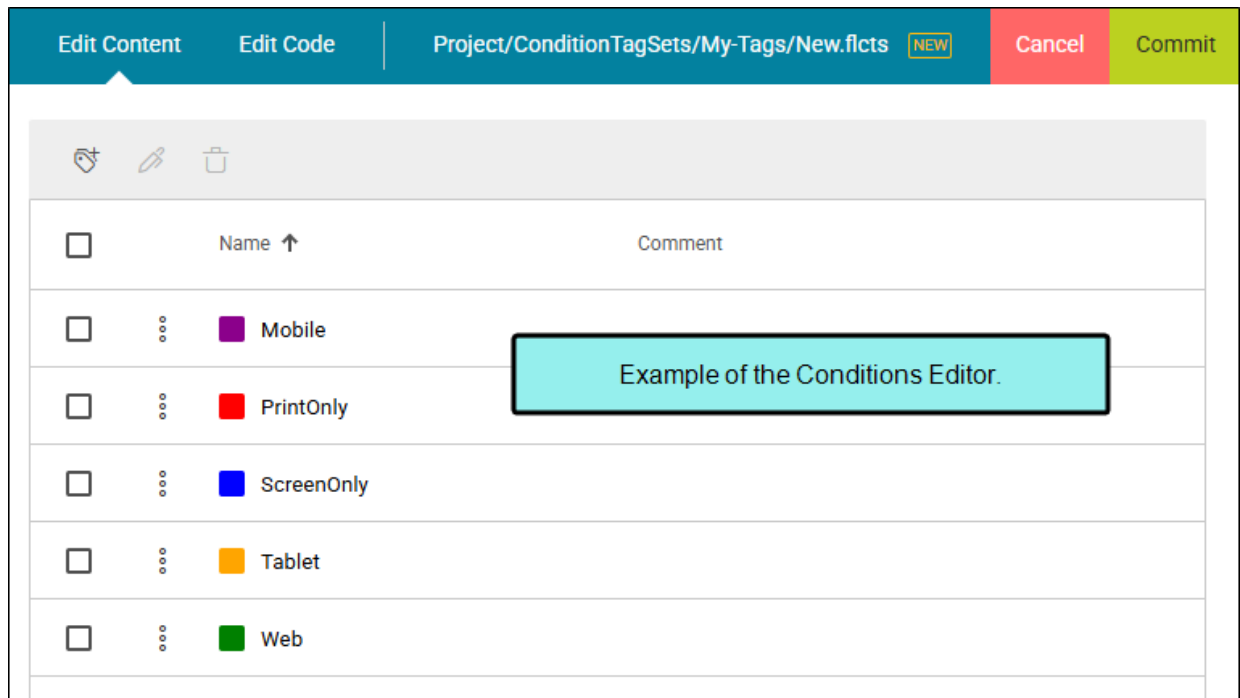 Edit Content Edit Code Project/ConditionTagSets/My-Tags/New.flcts NEW Cancel Commit
Name Comment
Mobile
Example of the Conditions Editor.
PrintOnly
ScreenOnly
Tablet
Web